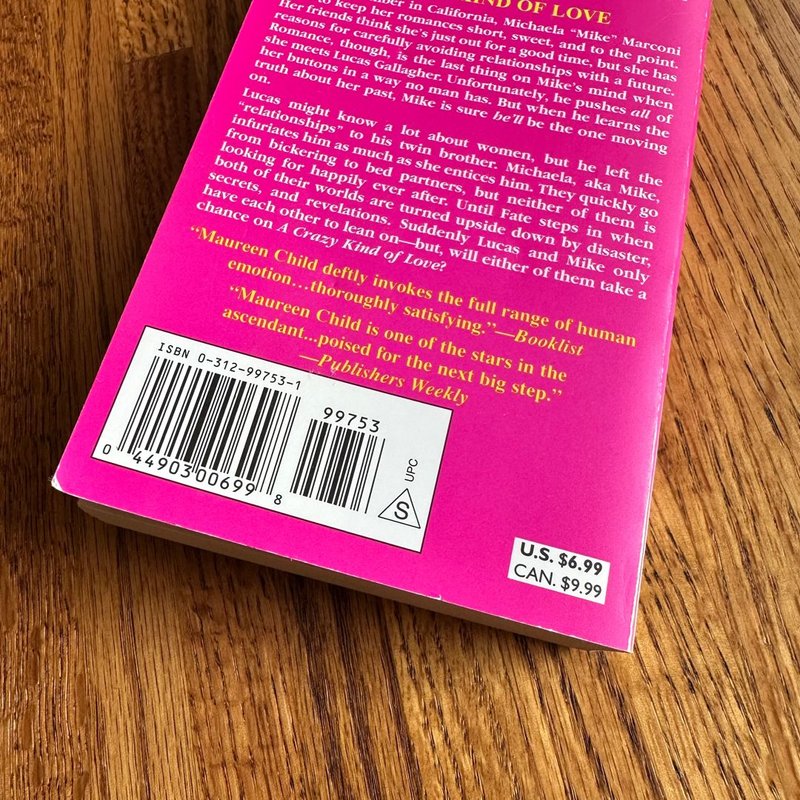 KIND OF LOVE
in California, Michaela “Mike” Marconi
to keep her romances short, sweet, and to the point.
Her friends think she's just out for a good time, but she has
reasons for carefully avoiding relationships with a future.
Romance, though, is the last thing on Mike's mind when
she meets Lucas Gallagher. Unfortunately, he pushes all of
her buttons in a way no man has. But when he learns the
truth about her past, Mike is sure he'll be the one moving
on.
Lucas might know a lot about women, but he left the
“relationships” to his twin brother. Michaela, aka Mike,
infuriates him as much as she entices him. They quickly go
from bickering to bed partners, but neither of them is
looking for happily ever after. Until Fate steps in when
both of their worlds are turned upside down by disaster,
secrets, and revelations. Suddenly Lucas and Mike only
have each other to lean on—but, will either of them take a
chance on A Crazy Kind of Love?
“Maureen Child deftly invokes the full range of human
emotion...thoroughly satisfying.”—Booklist
“Maureen Child is one of the stars in the
ascendant...poised for the next big step.”
—Publishers Weekly
ISBN 0-312-99753-1
99753
0 44903 00699 8
UPC
S
U.S. $6.99
CAN. $9.99